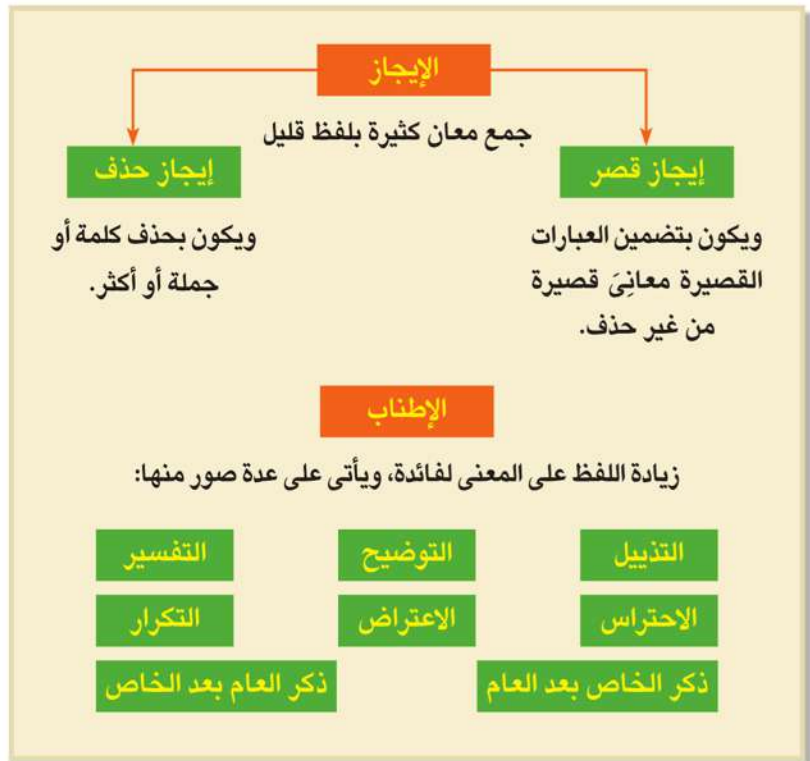 الإيجاز
جمع معان كثيرة بلفظ قليل
إيجاز قصر
ويكون بتضمين العبارات
القصيرة معانِىَ قصيرة
من غير حذف.
إيجاز حذف
ويكون بحذف كلمة أو
جملة أو أكثر.
الإطناب
زيادة اللفظ على المعنى لفائدة، ويأتى على عدة صور منها:
التذييل
التوضيح
التفسير
الاحتراس
الاعتراض
التكرار
ذكر الخاص بعد العام
ذكر العام بعد الخاص